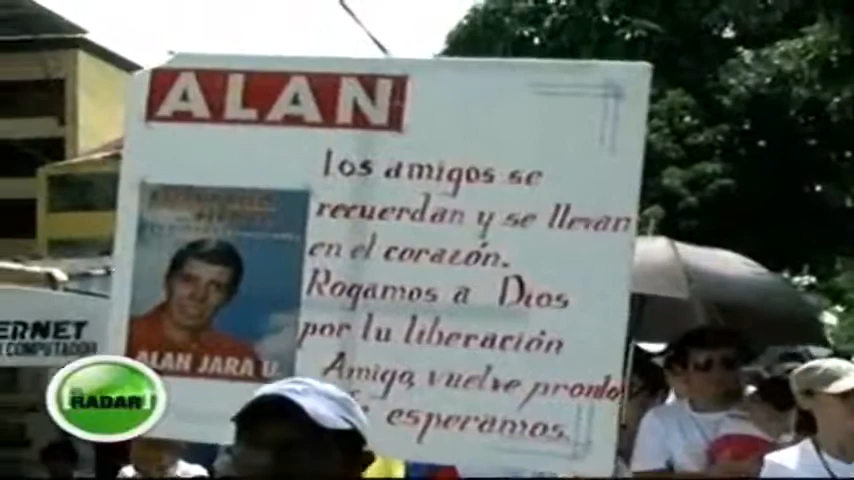 ALAN
los amigos se
recuerdan y se llevan
en el corazón.
Rogamos a Dios
por tu liberación
Amigo, vuelve pronto
esperamos.
ALAN JARA U.
ERNET
COMPUTADOR
RADAR